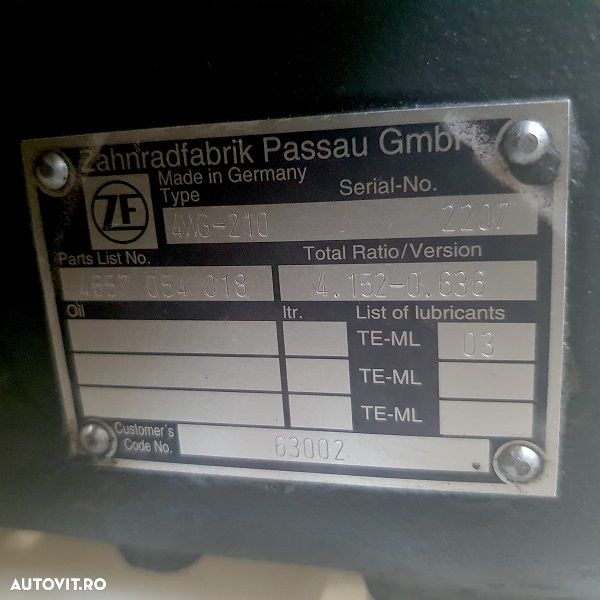 Zahnradfabrik Passau GmbH
Made in Germany
ZF
Type
Serial-No.
4WG-210
2207
Parts List No.
Total Ratio/Version
4657 054 018
4.152-0.636
Oil
ltr.
List of lubricants
TE-ML 03
TE-ML
TE-ML
Customer's
Code No.
63002
AUTOVIT.RO